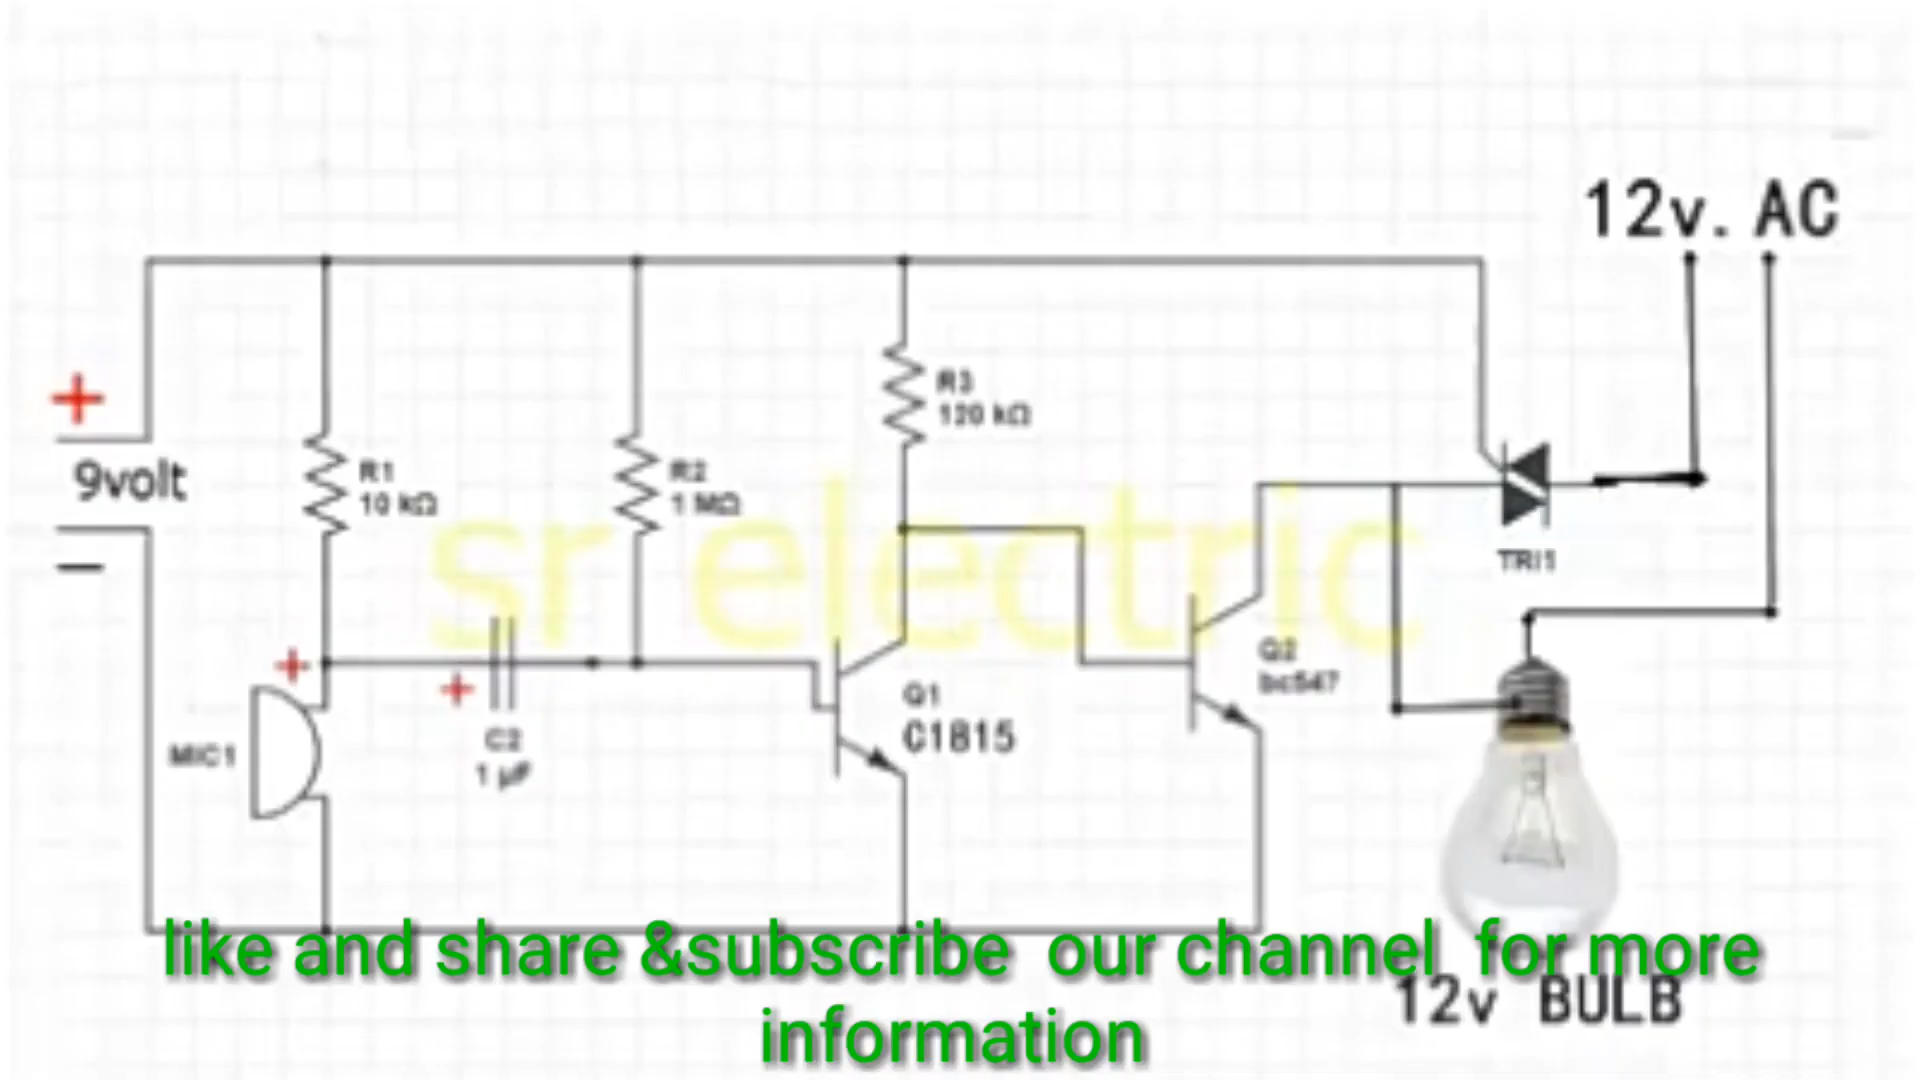 12v. AC
+
9volt
R1
10 kΩ
R2
1 MΩ
R3
120 kΩ
sr electric
TRI1
+
+
MIC1
C2
1 µF
Q1
C1815
Q2
bc547
like and share &subscribe our channel for more
information
12v BULB